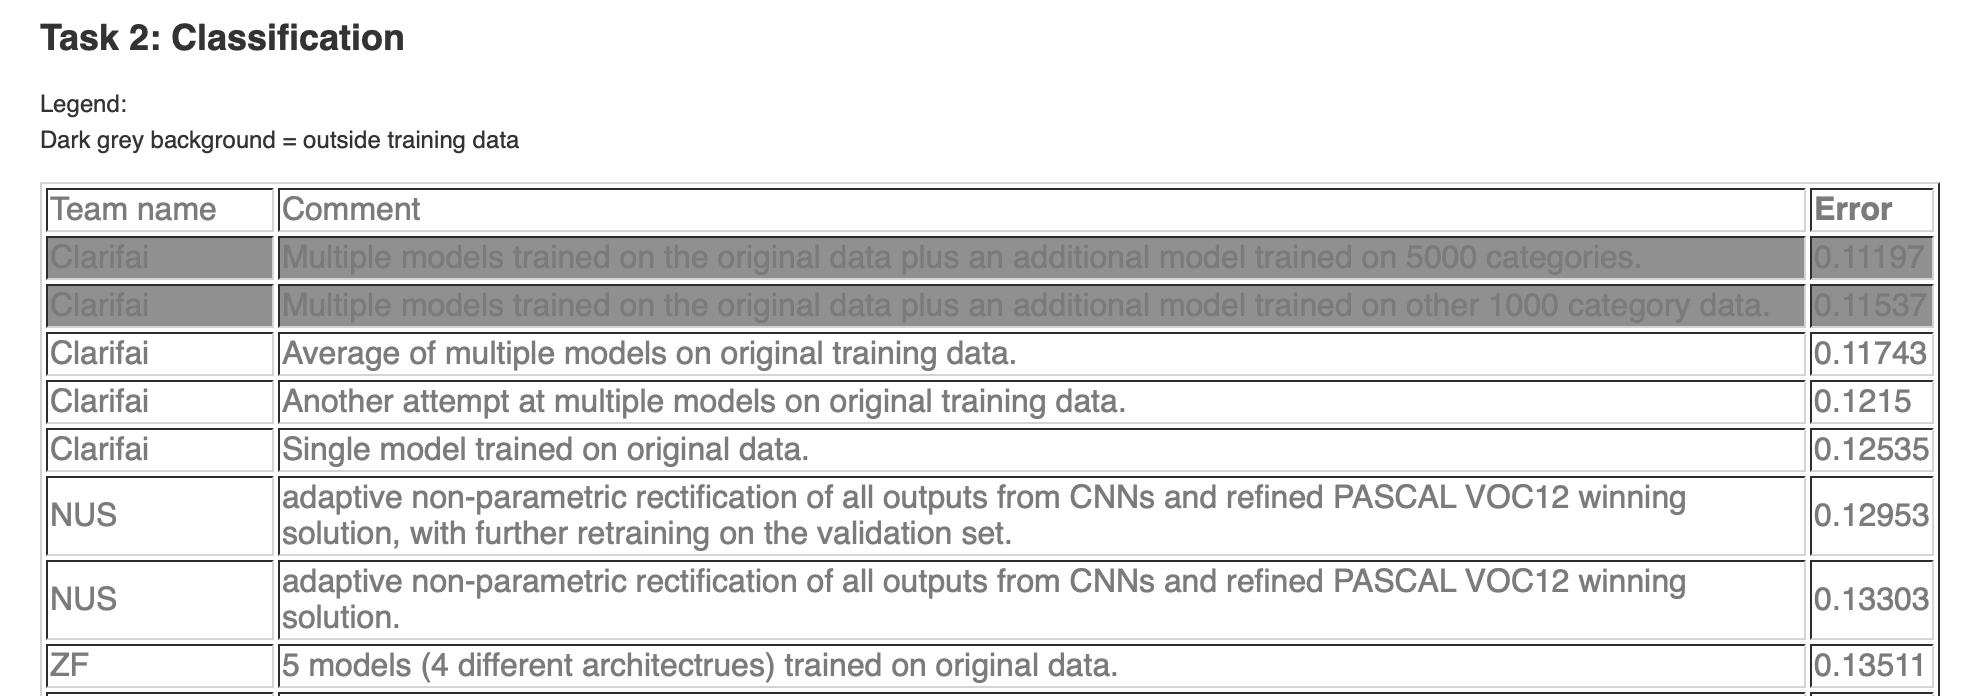 Task 2: Classification
Legend:
Dark grey background = outside training data
Team name Comment Error
Clarifai Multiple models trained on the original data plus an additional model trained on 5000 categories. 0.11197
Clarifai Multiple models trained on the original data plus an additional model trained on other 1000 category data. 0.11537
Clarifai Average of multiple models on original training data. 0.11743
Clarifai Another attempt at multiple models on original training data. 0.1215
Clarifai Single model trained on original data. 0.12535
NUS adaptive non-parametric rectification of all outputs from CNNs and refined PASCAL VOC12 winning
solution, with further retraining on the validation set. 0.12953
NUS adaptive non-parametric rectification of all outputs from CNNs and refined PASCAL VOC12 winning
solution. 0.13303
ZF 5 models (4 different architectrues) trained on original data. 0.13511